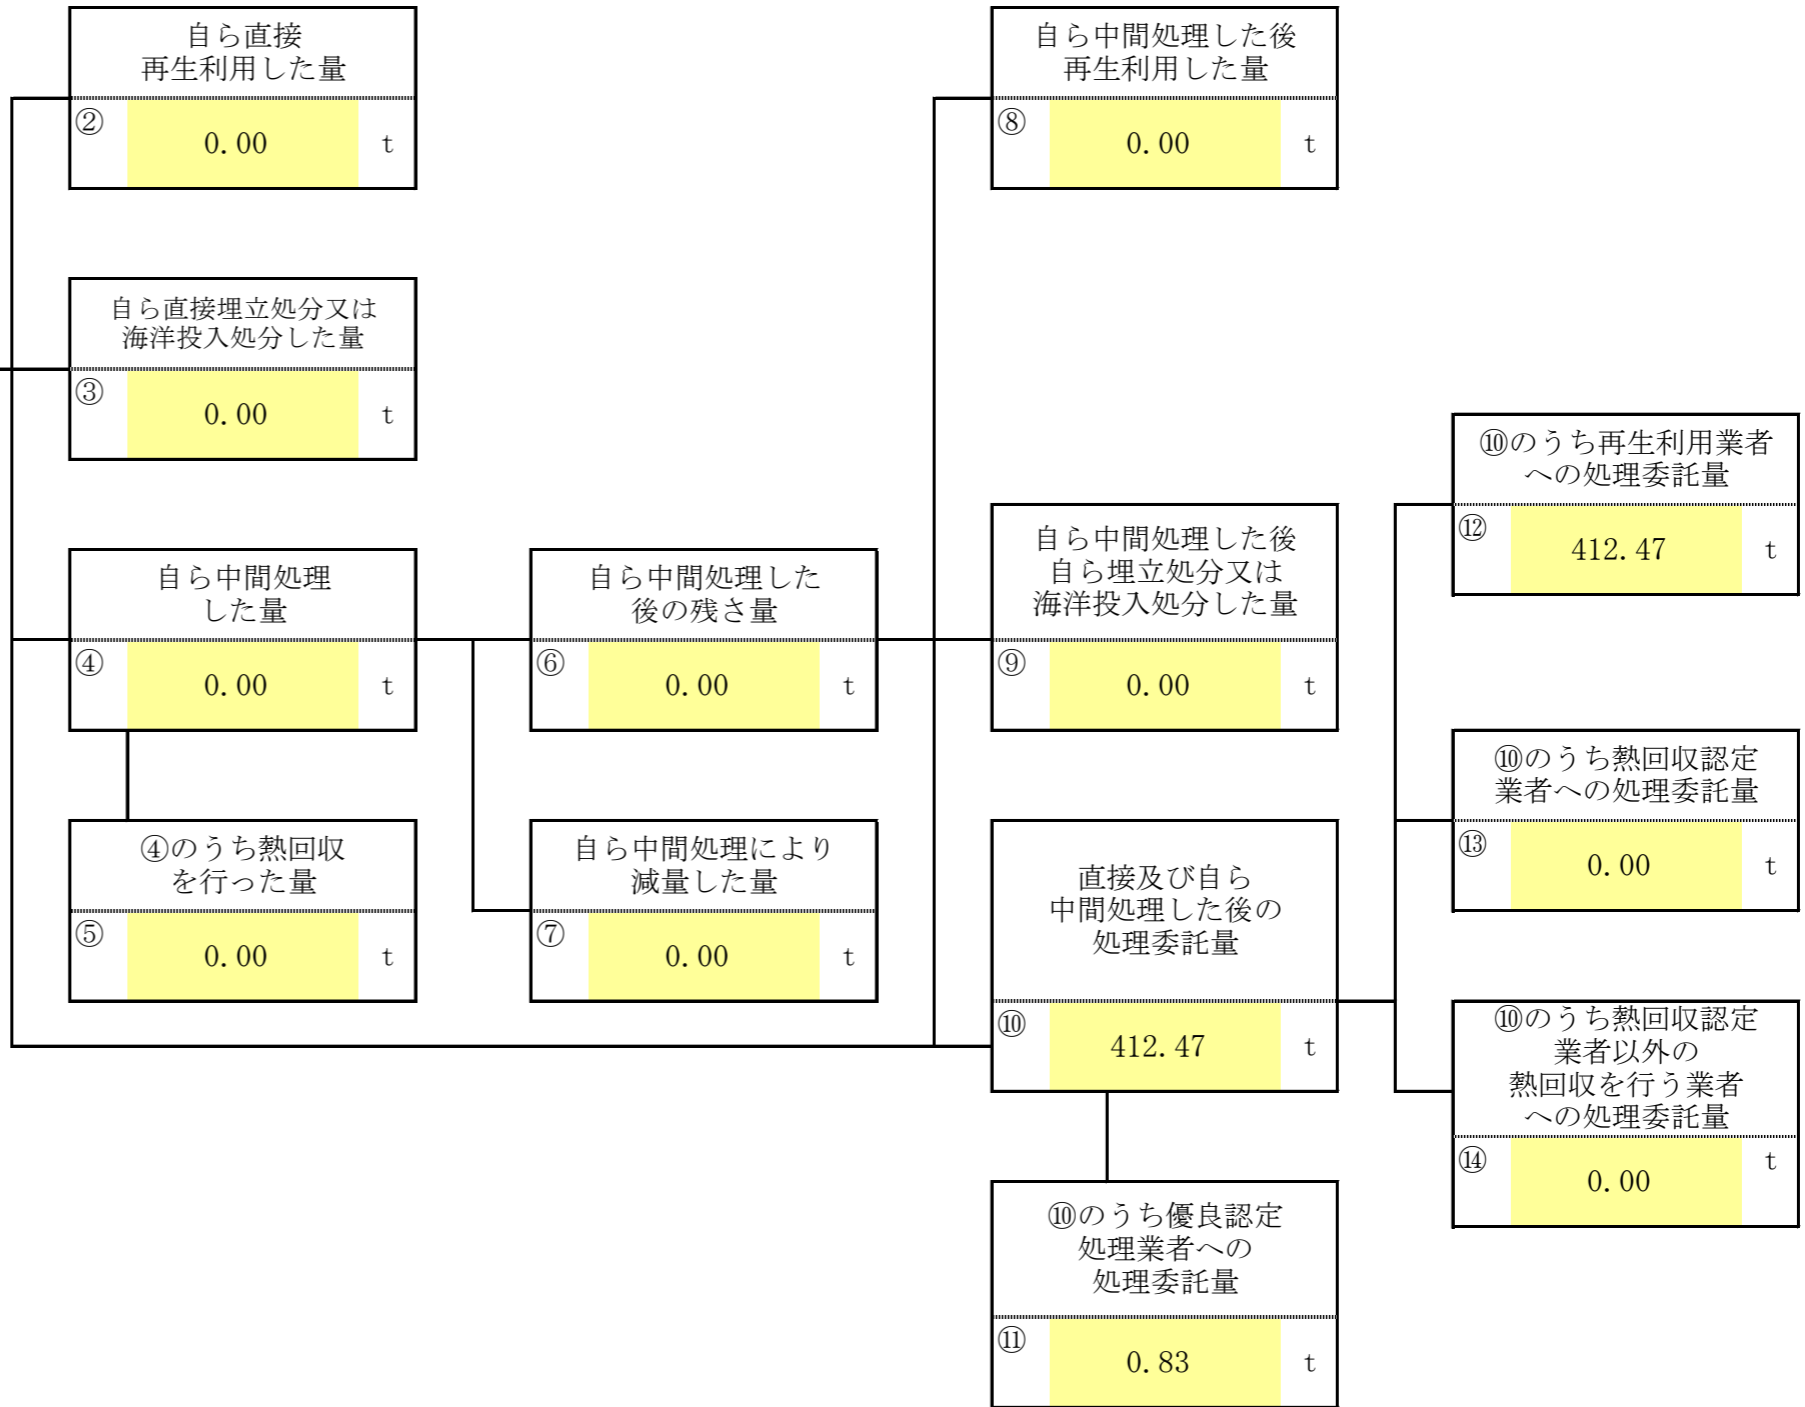 自ら直接
再生利用した量
② 0.00 t
自ら中間処理した後
再生利用した量
⑧ 0.00 t
自ら直接埋立処分又は
海洋投入処分した量
③ 0.00 t
⑩のうち再生利用業者
への処理委託量
⑫ 412.47 t
自ら中間処理
した量
④ 0.00 t
自ら中間処理した
後の残さ量
⑥ 0.00 t
自ら中間処理した後
自ら埋立処分又は
海洋投入処分した量
⑨ 0.00 t
⑩のうち熱回収認定
業者への処理委託量
⑬ 0.00 t
④のうち熱回収
を行った量
⑤ 0.00 t
自ら中間処理により
減量した量
⑦ 0.00 t
直接及び自ら
中間処理した後の
処理委託量
⑩ 412.47 t
⑩のうち熱回収認定
業者以外の
熱回収を行う業者
への処理委託量
⑭ 0.00 t
⑩のうち優良認定
処理業者への
処理委託量
⑪ 0.83 t